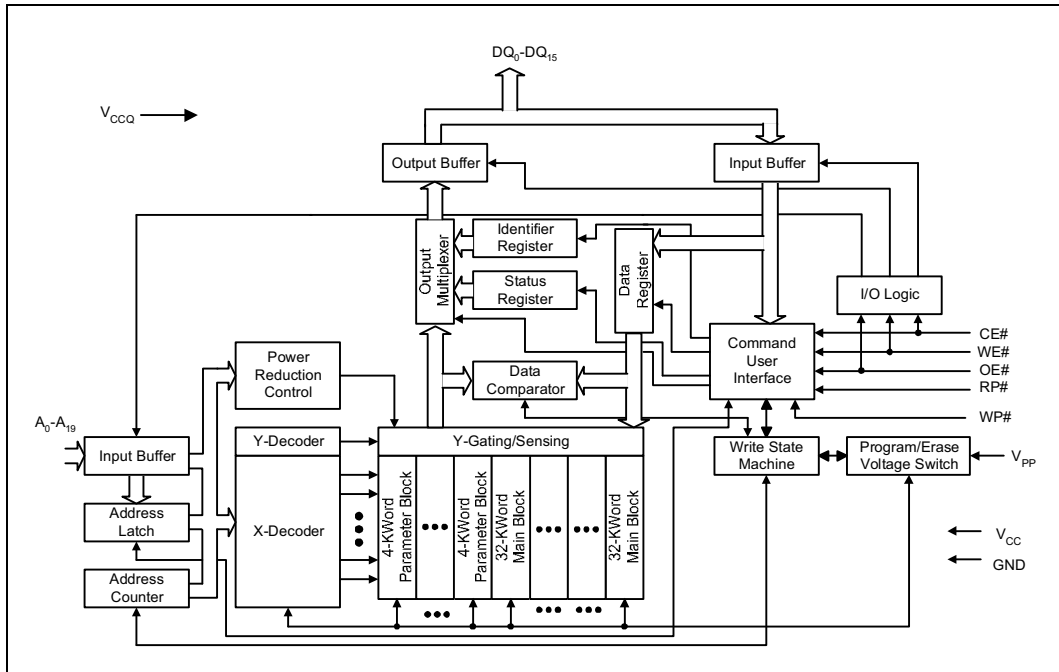 DQ0-DQ15
VCCQ
Output Buffer
Input Buffer
Output
Multiplexer
Identifier
Register
Status
Register
Data
Register
I/O Logic
Command
User
Interface
CE#
WE#
OE#
RP#
WP#
Power
Reduction
Control
Data
Comparator
A0-A19
Input Buffer
Y-Decoder
Y-Gating/Sensing
Write State
Machine
Program/Erase
Voltage Switch
VPP
Address
Latch
X-Decoder
4-KWord
Parameter Block
4-KWord
Parameter Block
32-KWord
Main Block
32-KWord
Main Block
VCC
GND
Address
Counter